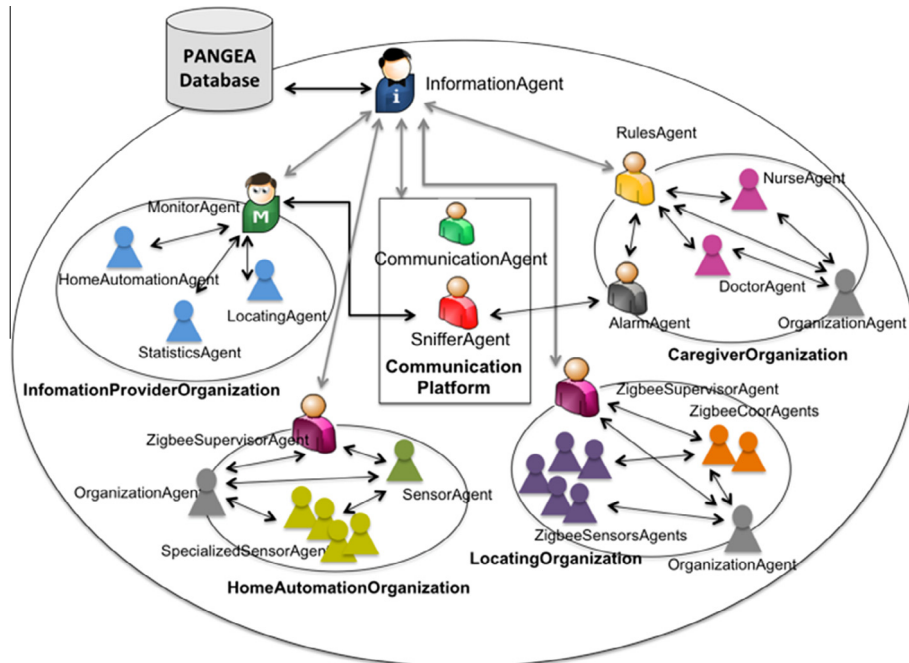 PANGEA
Database
InformationAgent
i
RulesAgent
NurseAgent
MonitorAgent
M
CommunicationAgent
HomeAutomationAgent
DoctorAgent
LocatingAgent
SnifferAgent
AlarmAgent
OrganizationAgent
StatisticsAgent
CaregiverOrganization
Communication
Platform
InfomationProviderOrganization
ZigbeeSupervisorAgent
ZigbeeCoorAgents
ZigbeeSupervisorAgent
OrganizationAgent
SensorAgent
ZigbeeSensorsAgents
SpecializedSensorAgen
LocatingOrganization
OrganizationAgent
HomeAutomationOrganization